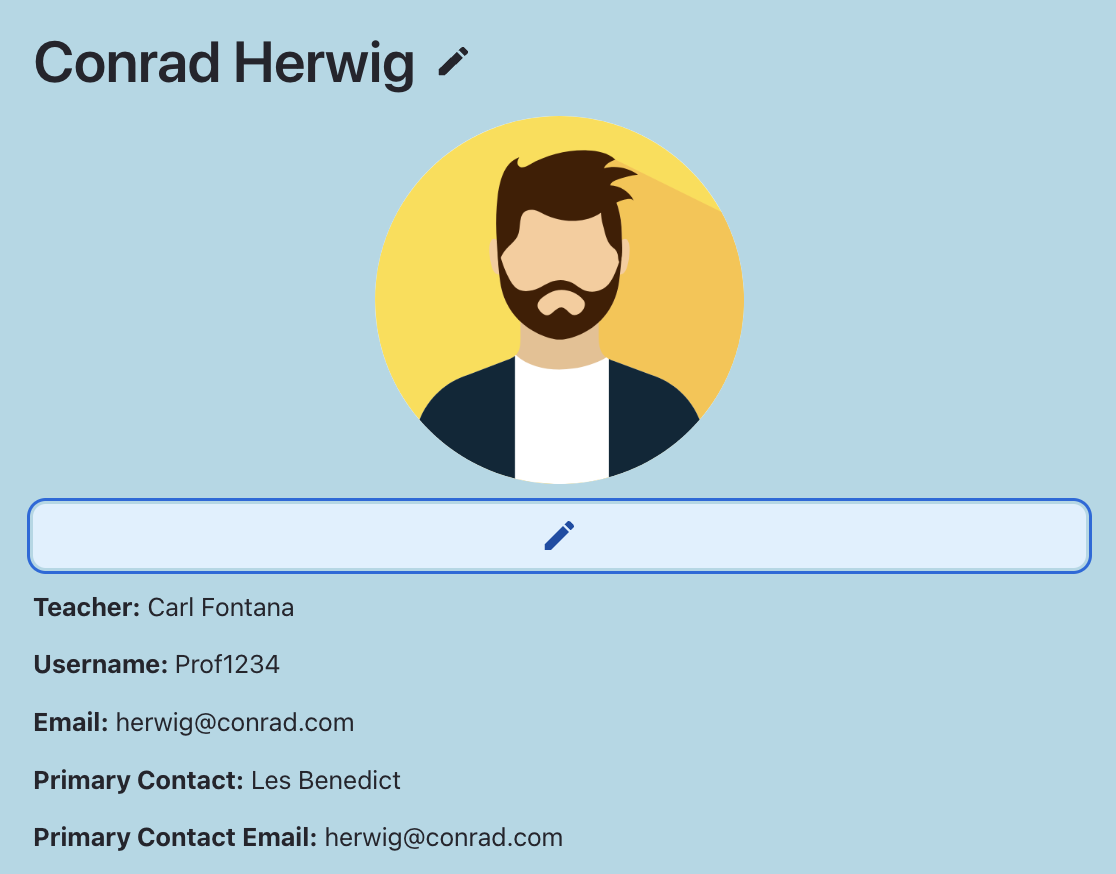 Conrad Herwig
Teacher: Carl Fontana
Username: Prof1234
Email: herwig@conrad.com
Primary Contact: Les Benedict
Primary Contact Email: herwig@conrad.com